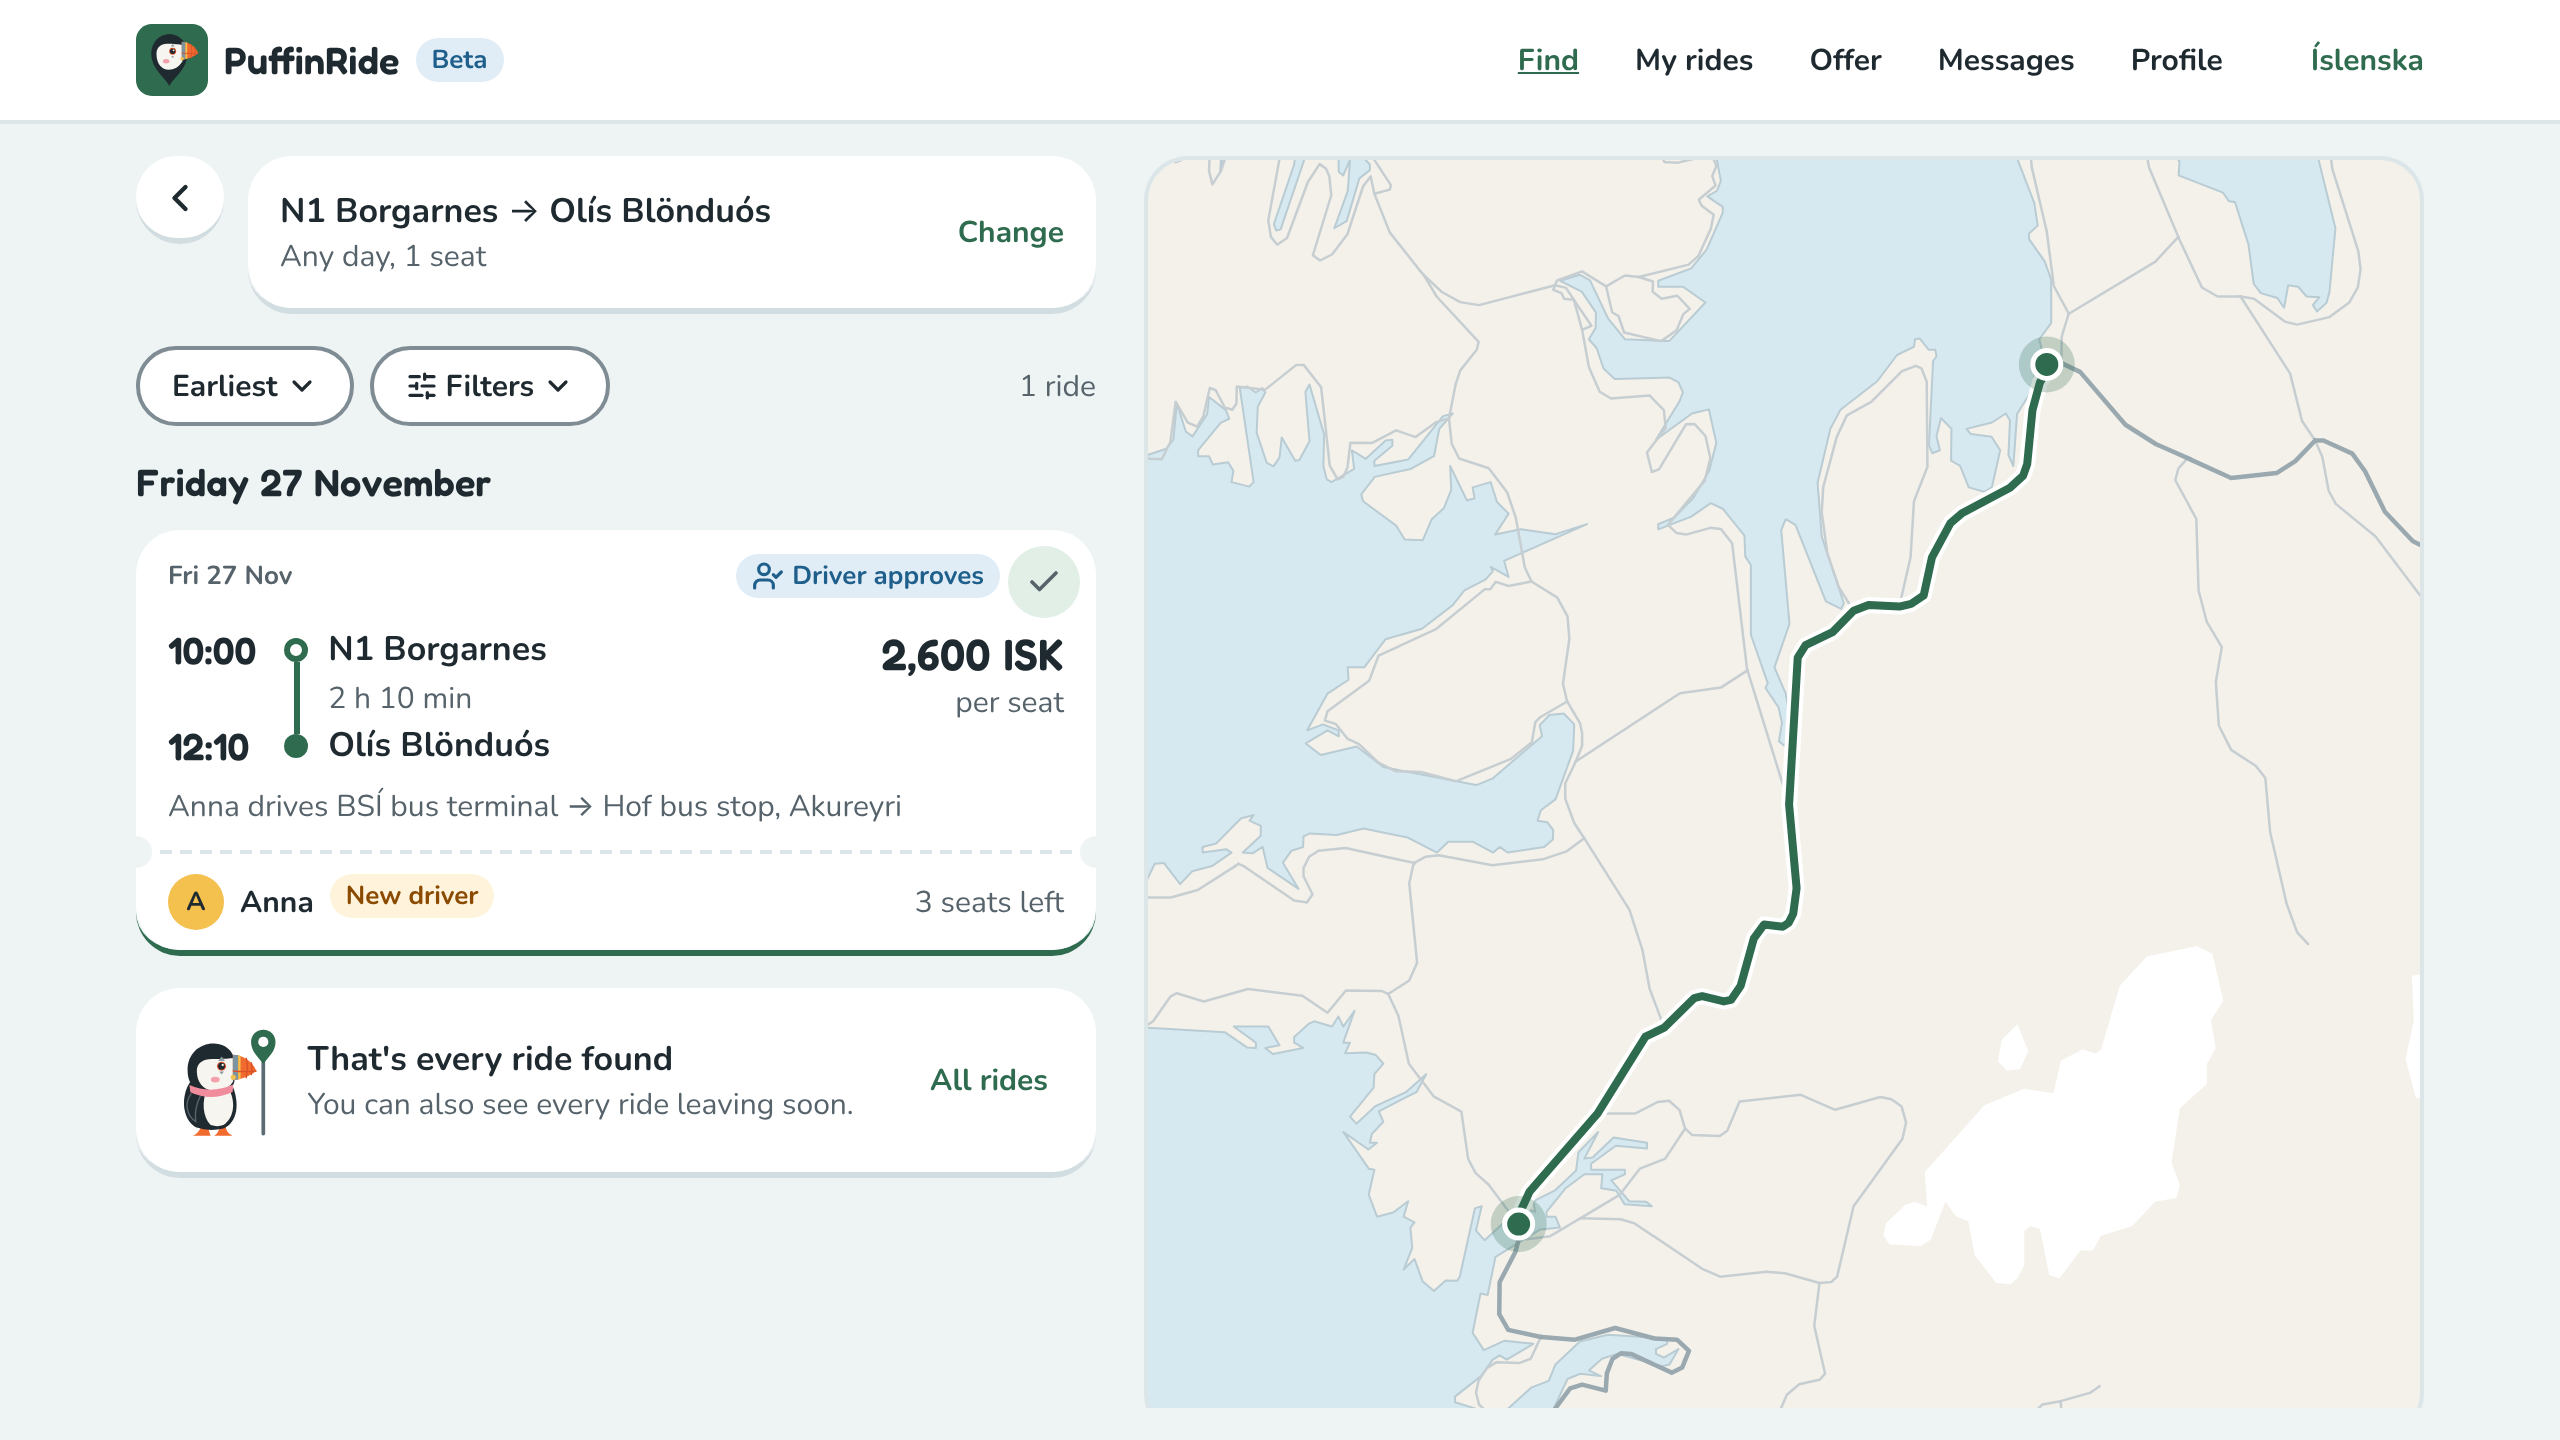 PuffinRide Beta
Find My rides Offer Messages Profile Íslenska
N1 Borgarnes → Olís Blönduós
Any day, 1 seat
Change
Earliest Filters 1 ride
Friday 27 November
Fri 27 Nov Driver approves
10:00 N1 Borgarnes 2,600 ISK
2 h 10 min per seat
12:10 Olís Blönduós
Anna drives BSÍ bus terminal → Hof bus stop, Akureyri
A Anna New driver 3 seats left
That's every ride found
You can also see every ride leaving soon.
All rides